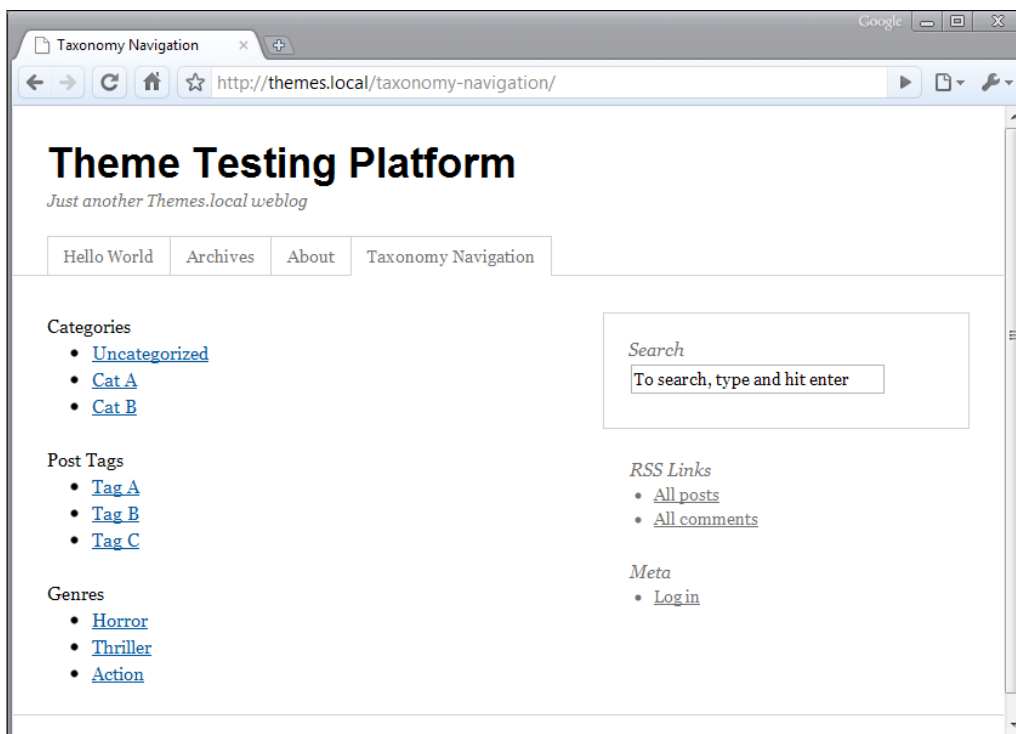 Google
Taxonomy Navigation
http://themes.local/taxonomy-navigation/
Theme Testing Platform
Just another Themes.local weblog
Hello World Archives About Taxonomy Navigation
Categories
Uncategorized
Cat A
Cat B
Post Tags
Tag A
Tag B
Tag C
Genres
Horror
Thriller
Action
Search
To search, type and hit enter
RSS Links
All posts
All comments
Meta
Log in